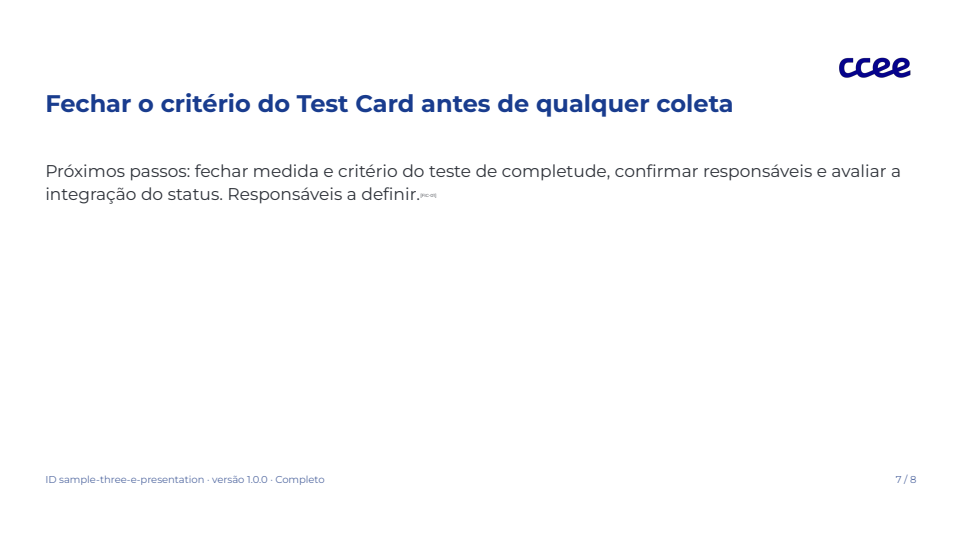 ccee
Fechar o critério do Test Card antes de qualquer coleta
Próximos passos: fechar medida e critério do teste de completude, confirmar responsáveis e avaliar a
integração do status. Responsáveis a definir.
ID sample-three-e-presentation · versão 1.0.0 · Completo
7 / 8